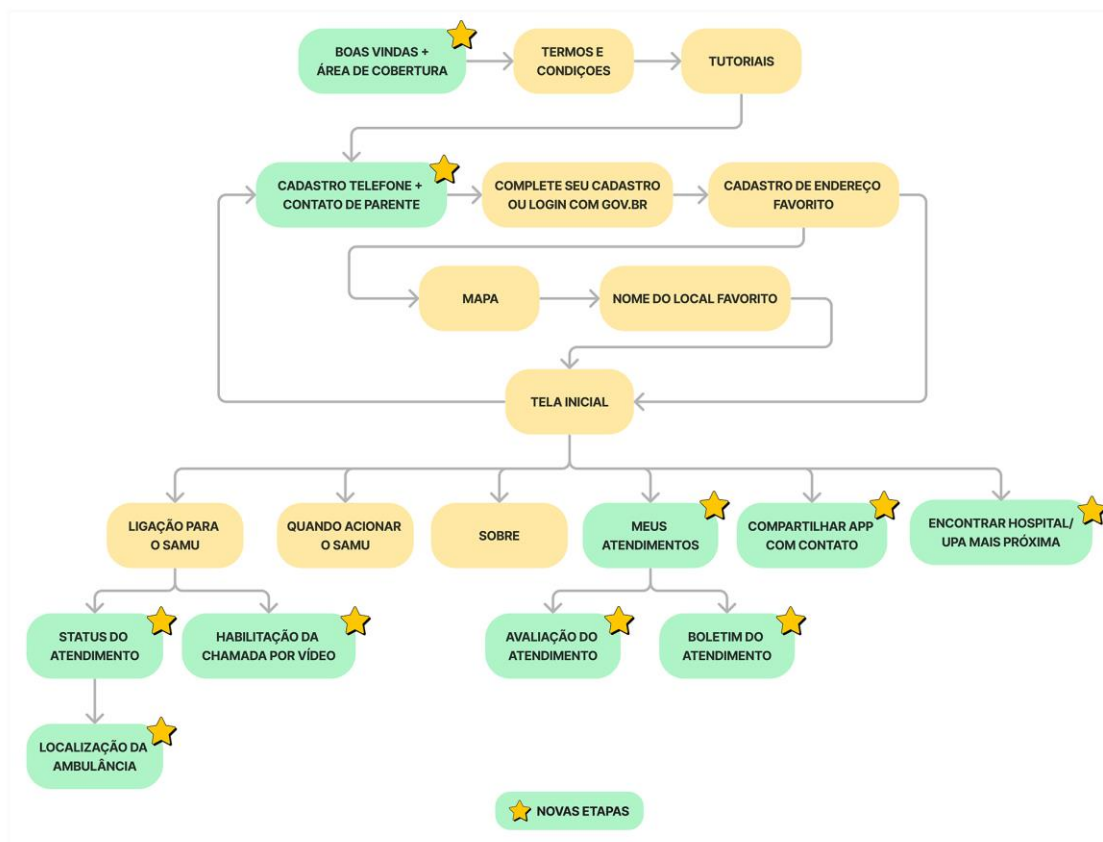 BOAS VINDAS +
ÁREA DE COBERTURA
TERMOS E
CONDIÇOES
TUTORIAIS
CADASTRO TELEFONE +
CONTATO DE PARENTE
COMPLETE SEU CADASTRO
OU LOGIN COM GOV.BR
CADASTRO DE ENDEREÇO
FAVORITO
MAPA
NOME DO LOCAL FAVORITO
TELA INICIAL
LIGAÇÃO PARA
O SAMU
QUANDO ACIONAR
O SAMU
SOBRE
MEUS
ATENDIMENTOS
COMPARTILHAR APP
COM CONTATO
ENCONTRAR HOSPITAL/
UPA MAIS PRÓXIMA
STATUS DO
ATENDIMENTO
HABILITAÇÃO DA
CHAMADA POR VÍDEO
AVALIAÇÃO DO
ATENDIMENTO
BOLETIM DO
ATENDIMENTO
LOCALIZAÇÃO DA
AMBULÂNCIA
NOVAS ETAPAS